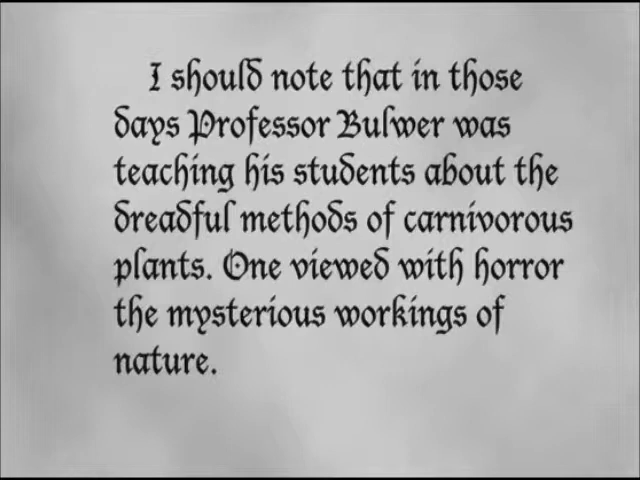 I should note that in those
days Professor Bulwer was
teaching his students about the
dreadful methods of carnivorous
plants. One viewed with horror
the mysterious workings of
nature.